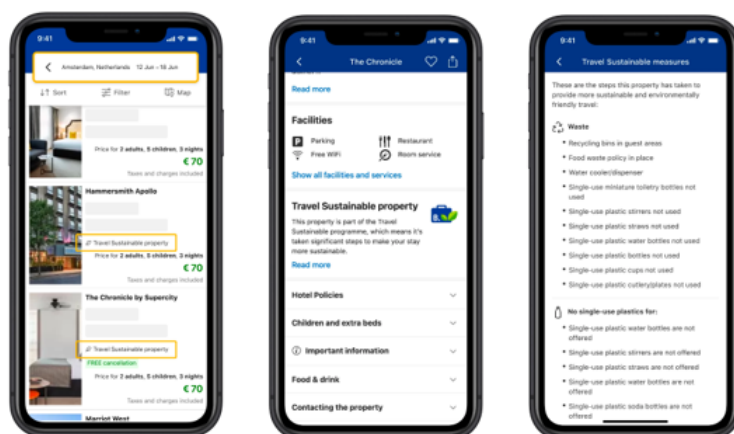 9:41
Amsterdam, Netherlands 12 Jun – 18 Jun
Sort
Filter
Map
Price for 2 adults, 5 children, 3 nights
€ 70
Taxes and charges included
Hammersmith Apollo
Travel Sustainable property
Price for 2 adults, 5 children, 3 nights
€ 70
Taxes and charges included
The Chronicle by Supercity
Travel Sustainable property
FREE cancellation
Price for 2 adults, 5 children, 3 nights
€ 70
Taxes and charges included
Marriot West
9:41
The Chronicle
Read more
Facilities
Parking
Restaurant
Free WiFi
Room service
Show all facilities and services
Travel Sustainable property
This property is part of the Travel
Sustainable programme, which means it's
taken significant steps to make your stay
more sustainable.
Read more
Hotel Policies
Children and extra beds
Important information
Food & drink
Contacting the property
9:41
Travel Sustainable measures
These are the steps this property has taken to
provide more sustainable and environmentally
friendly travel:
Waste
• Recycling bins in guest areas
• Food waste policy in place
• Water cooler/dispenser
• Single-use miniature toiletry bottles not
used
• Single-use plastic stirrers not used
• Single-use plastic straws not used
• Single-use plastic water bottles not used
• Single-use plastic bottles not used
• Single-use plastic cups not used
• Single-use plastic cutlery/plates not used
No single-use plastics for:
• Single-use plastic water bottles are not
offered
• Single-use plastic stirrers are not offered
• Single-use plastic straws are not offered
• Single-use plastic water bottles are not
offered
• Single-use plastic soda bottles are not
offered